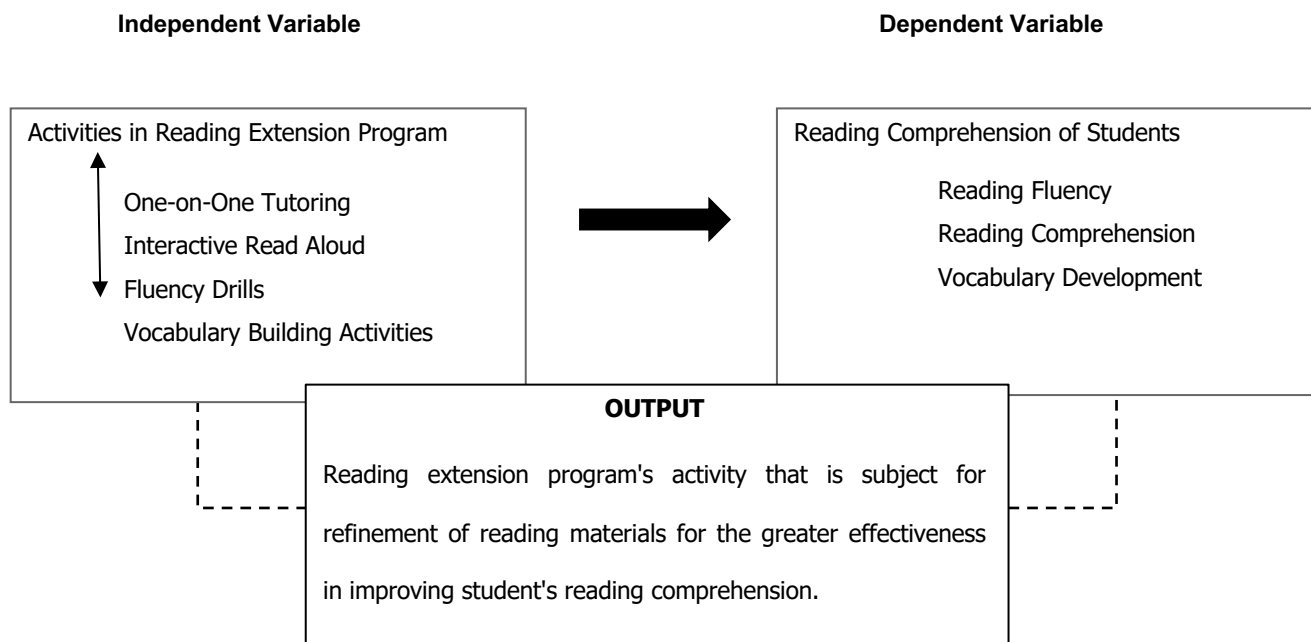 Independent Variable
Dependent Variable
Activities in Reading Extension Program
One-on-One Tutoring
Interactive Read Aloud
Fluency Drills
Vocabulary Building Activities
Reading Comprehension of Students
Reading Fluency
Reading Comprehension
Vocabulary Development
OUTPUT
Reading extension program's activity that is subject for
refinement of reading materials for the greater effectiveness
in improving student's reading comprehension.